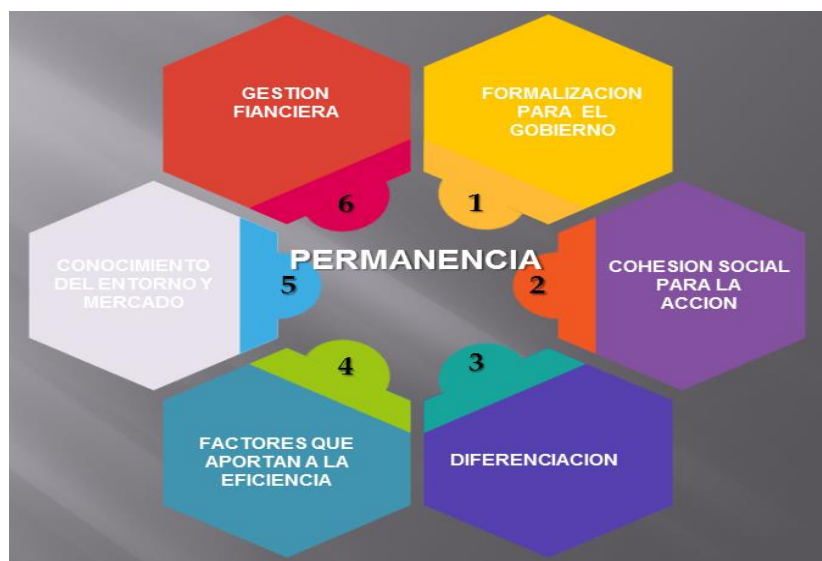 GESTION
FIANCIERA
6
FORMALIZACION
PARA EL
GOBIERNO
1
CONOCIMIENTO
DEL ENTORNO Y
MERCADO
5
PERMANENCIA
2
COHESION SOCIAL
PARA LA
ACCION
4
FACTORES QUE
APORTAN A LA
EFICIENCIA
3
DIFERENCIACION